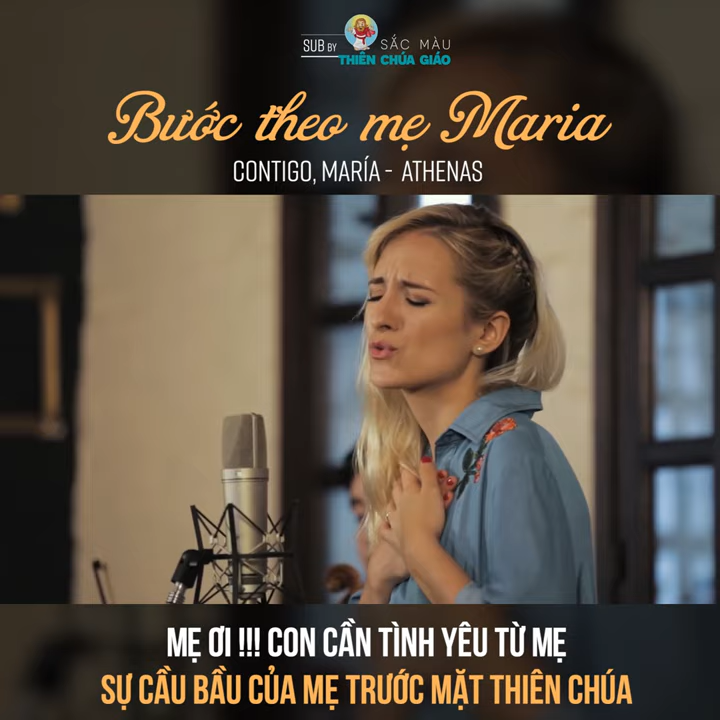 SUB BY SẮC MÀU
THIÊN CHÚA GIÁO
Bước theo mẹ Maria
CONTIGO, MARÍA - ATHENAS
MẸ ƠI !!! CON CẦN TÌNH YÊU TỪ MẸ
SỰ CẦU BẦU CỦA MẸ TRƯỚC MẶT THIÊN CHÚA